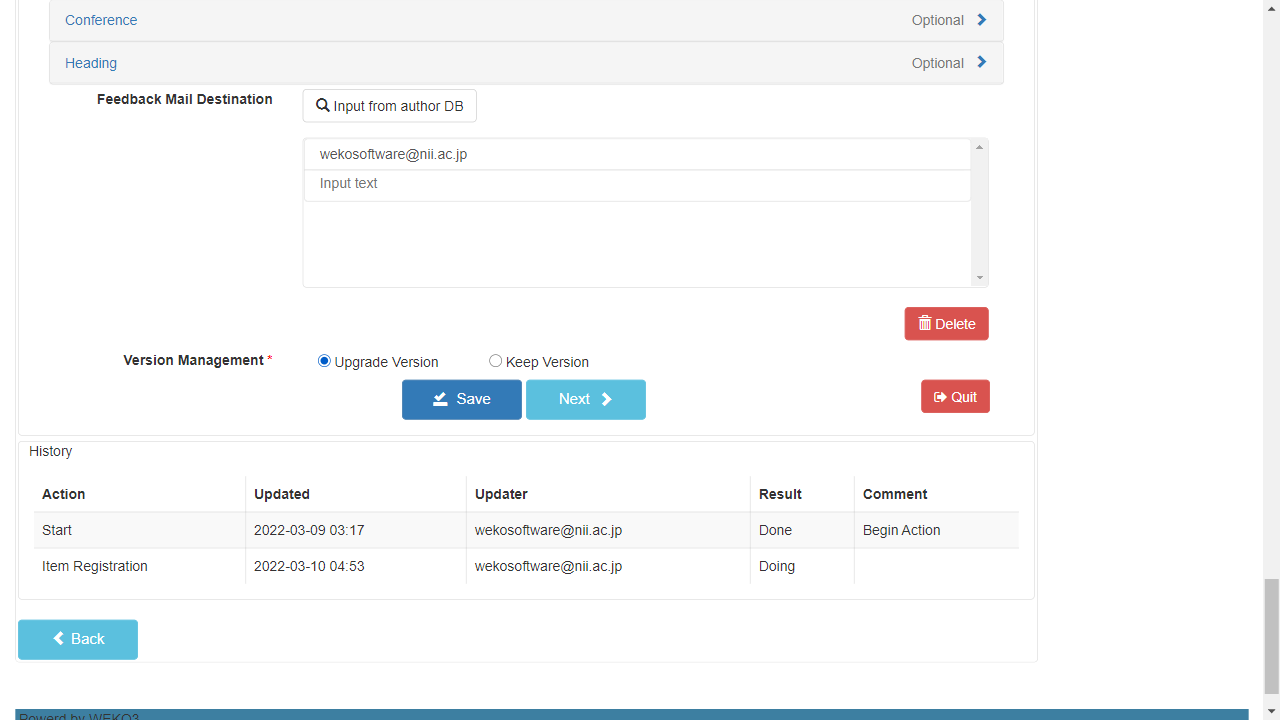 Conference Optional
Heading Optional
Feedback Mail Destination Input from author DB
wekosoftware@nii.ac.jp
Input text
Delete
Version Management * Upgrade Version Keep Version
Save Next Quit
History
Action Updated Updater Result Comment
Start 2022-03-09 03:17 wekosoftware@nii.ac.jp Done Begin Action
Item Registration 2022-03-10 04:53 wekosoftware@nii.ac.jp Doing
Back
Powerd by WEKO3